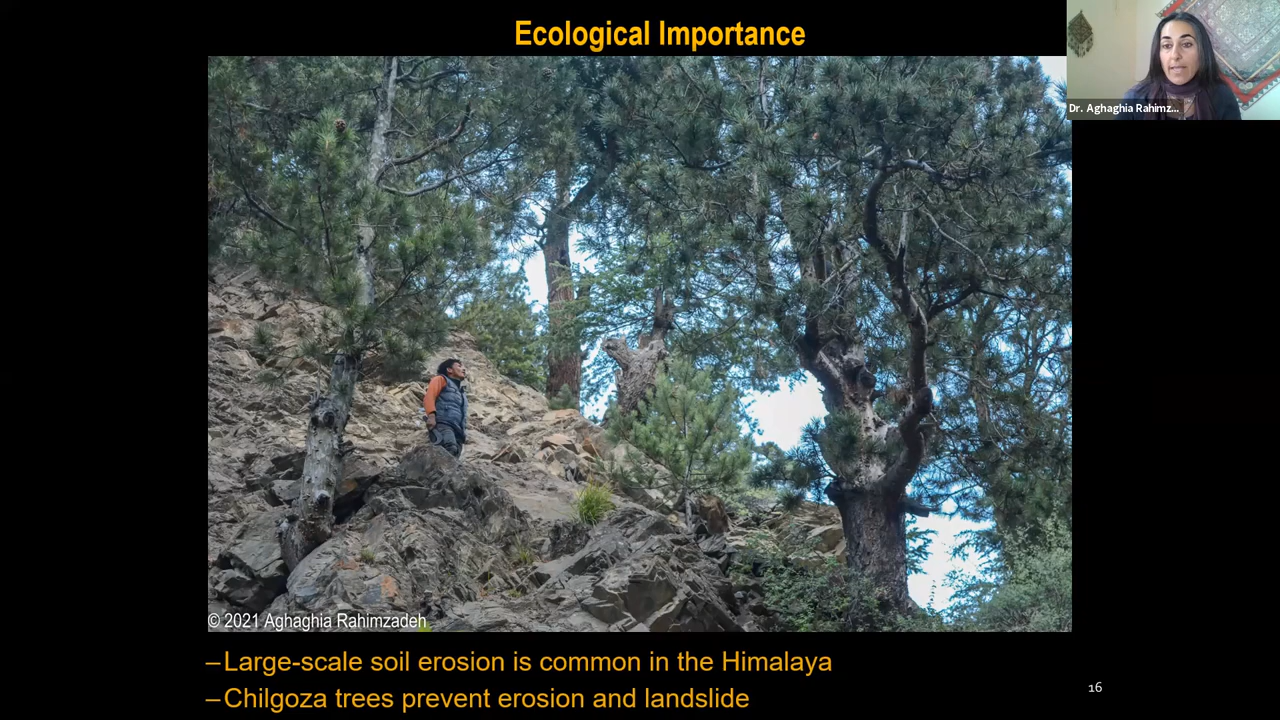 Ecological Importance
Dr. Aghaghia Rahimz...
© 2021 Aghaghia Rahimzadeh
–Large-scale soil erosion is common in the Himalaya
–Chilgoza trees prevent erosion and landslide
16